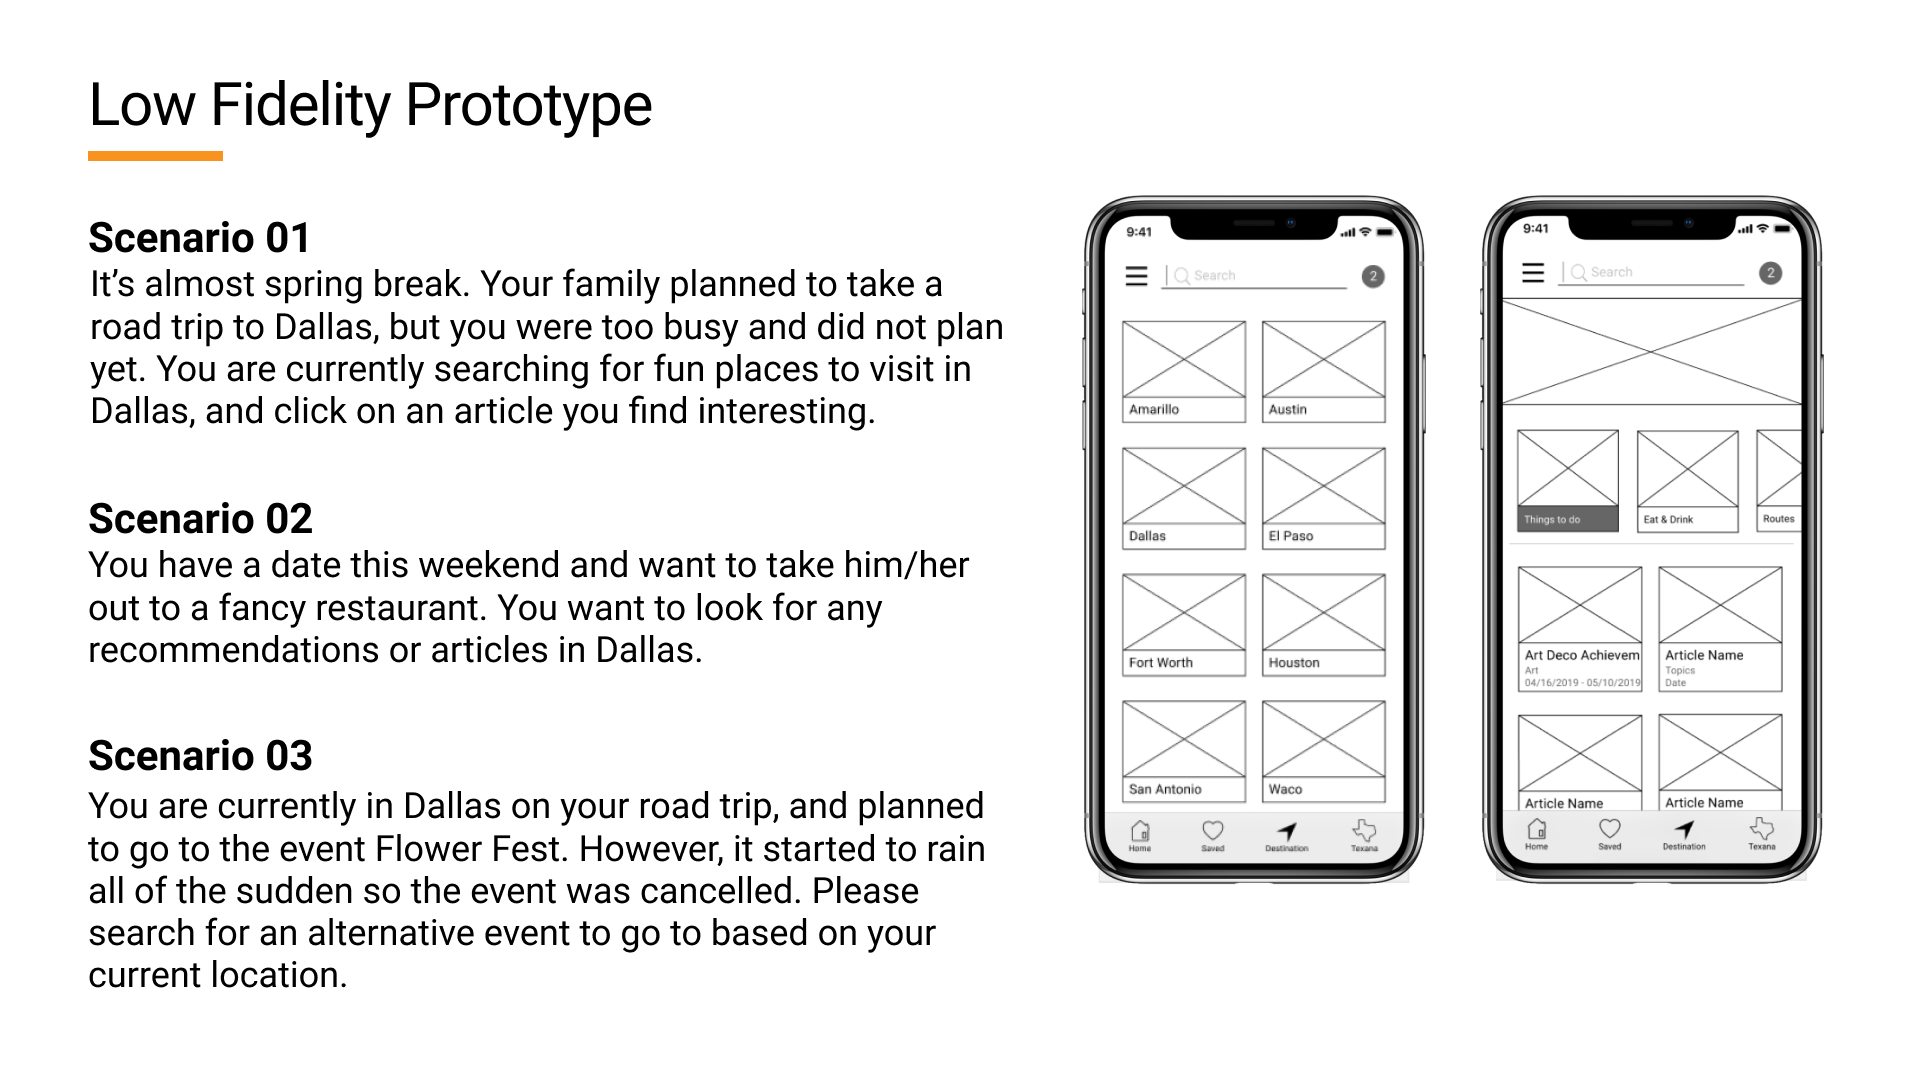 Low Fidelity Prototype
Scenario 01
It’s almost spring break. Your family planned to take a
road trip to Dallas, but you were too busy and did not plan
yet. You are currently searching for fun places to visit in
Dallas, and click on an article you find interesting.
Scenario 02
You have a date this weekend and want to take him/her
out to a fancy restaurant. You want to look for any
recommendations or articles in Dallas.
Scenario 03
You are currently in Dallas on your road trip, and planned
to go to the event Flower Fest. However, it started to rain
all of the sudden so the event was cancelled. Please
search for an alternative event to go to based on your
current location.
9:41
Search 2
Amarillo Austin
Dallas El Paso
Fort Worth Houston
San Antonio Waco
Home Saved Destination Texana
9:41
Search 2
Things to do Eat & Drink Routes
Art Deco Achievem Article Name
Art Topics
04/16/2019 - 05/10/2019 Date
Article Name Article Name
Home Saved Destination Texana